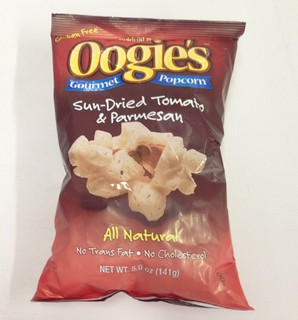 Gluten Free
Oogie's
Gourmet Popcorn
Sun-Dried Tomato
& Parmesan
All Natural
No Trans Fat • No Cholesterol
NET WT. 5.0 oz (141g)